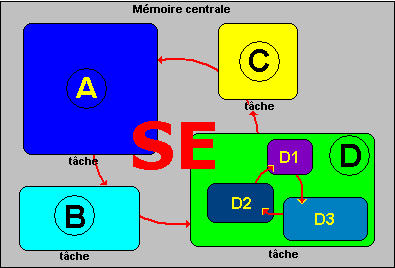 Mémoire centrale
A
tâche
C
tâche
SE
B
tâche
D
D1
D2
D3
tâche